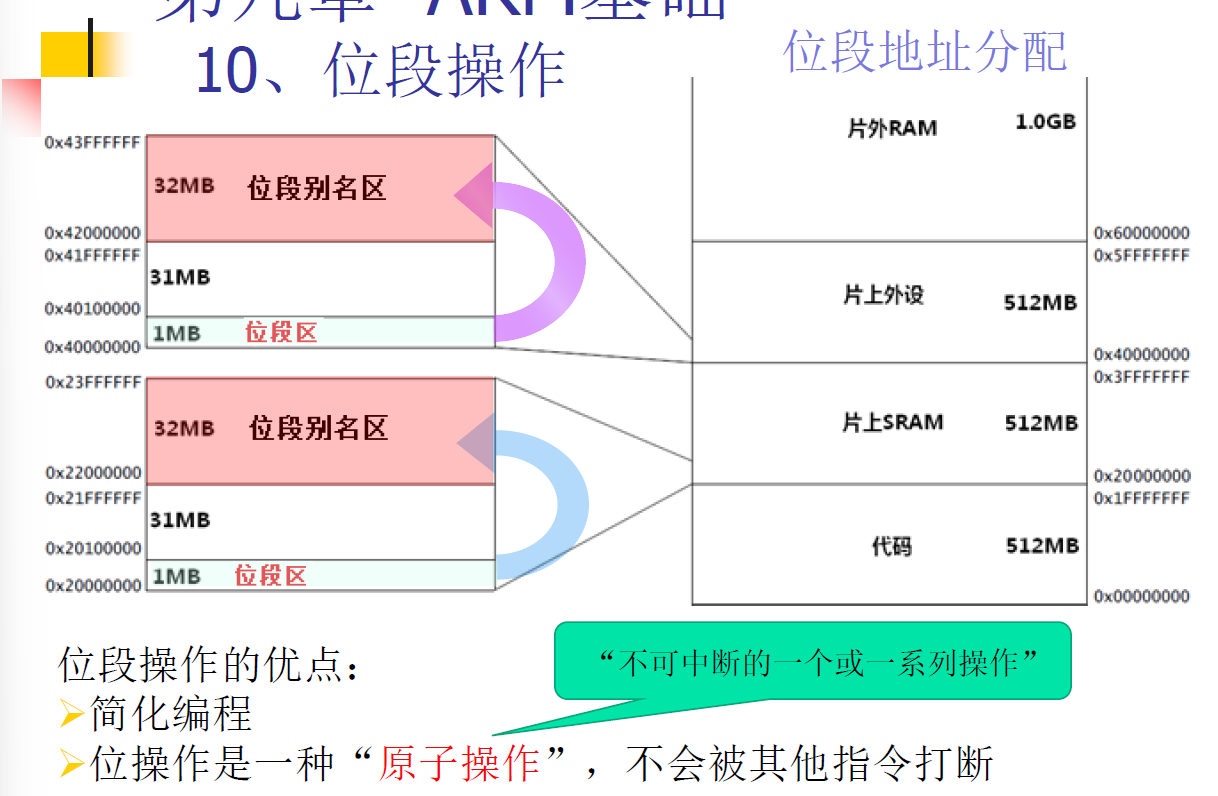 第九章 ARM基础
10、位段操作
位段地址分配
0x43FFFFFF
32MB 位段别名区
0x42000000
0x41FFFFFF
31MB
0x40100000
1MB 位段区
0x40000000
0x23FFFFFF
32MB 位段别名区
0x22000000
0x21FFFFFF
31MB
0x20100000
1MB 位段区
0x20000000
片外RAM 1.0GB
0x60000000
0x5FFFFFFF
片上外设 512MB
0x40000000
0x3FFFFFFF
片上SRAM 512MB
0x20000000
0x1FFFFFFF
代码 512MB
0x00000000
位段操作的优点：
“不可中断的一个或一系列操作”
➢简化编程
➢位操作是一种“原子操作”，不会被其他指令打断